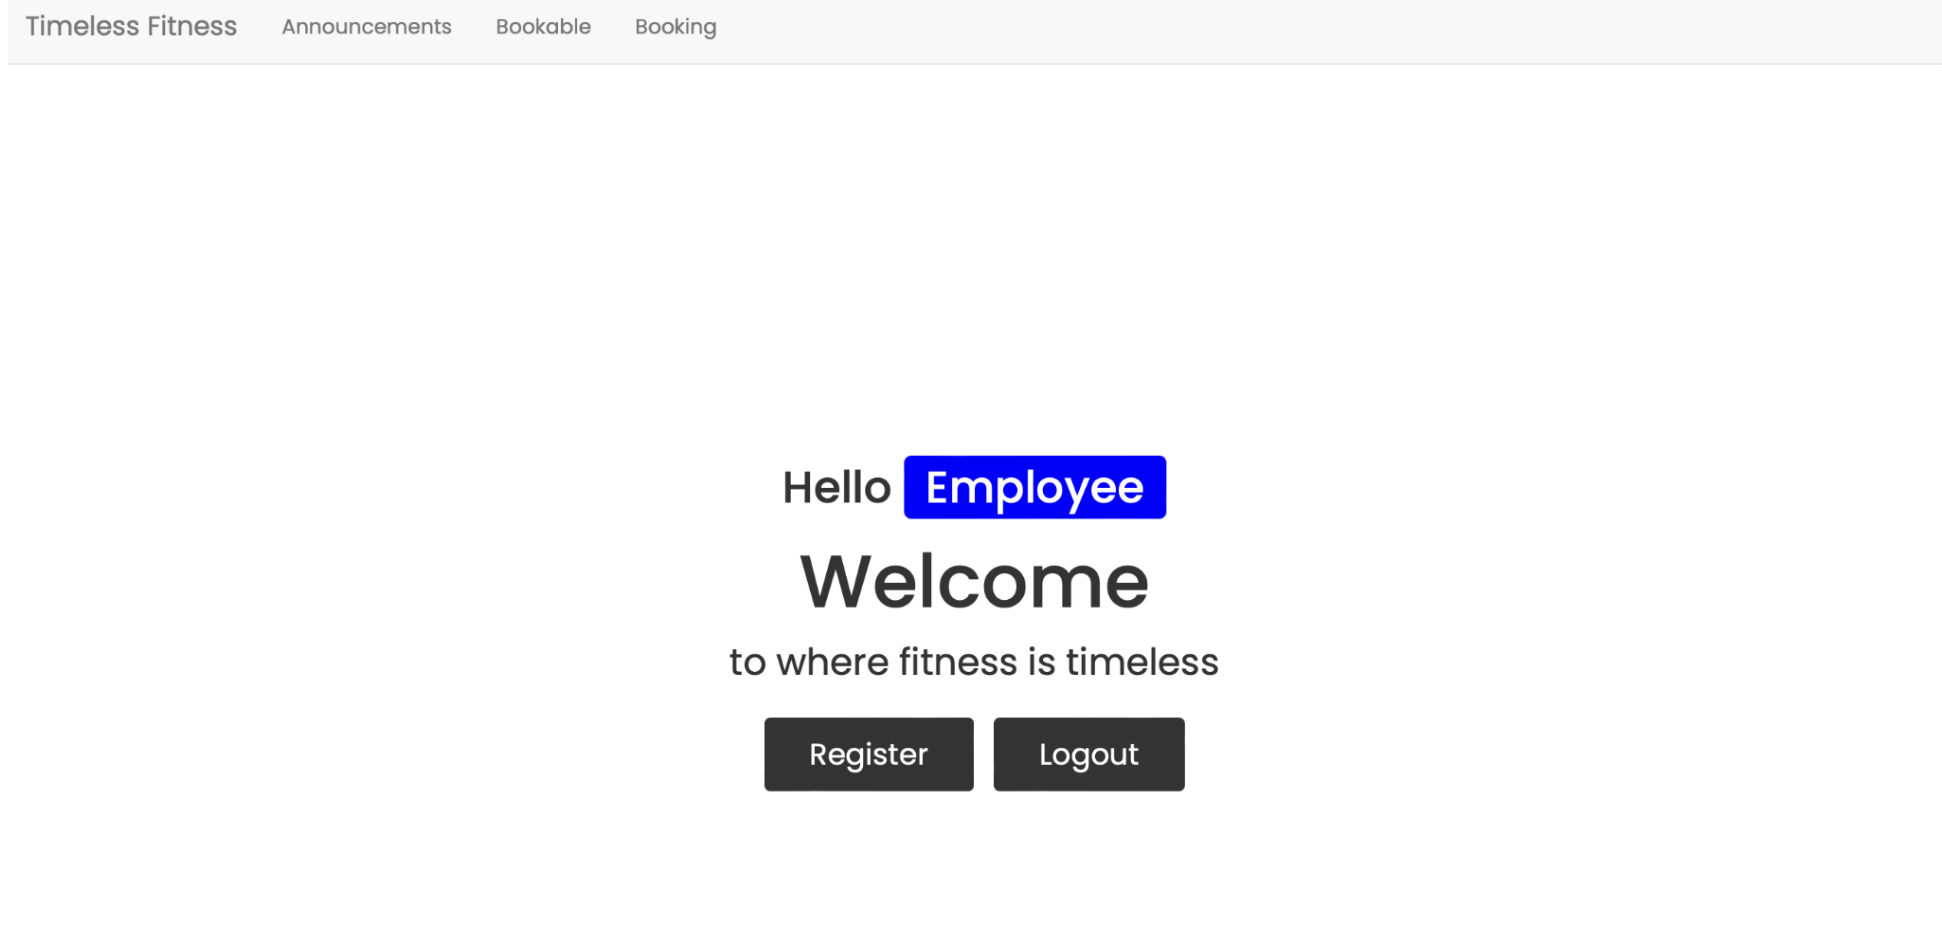 Timeless Fitness Announcements Bookable Booking
Hello Employee
Welcome
to where fitness is timeless
Register Logout